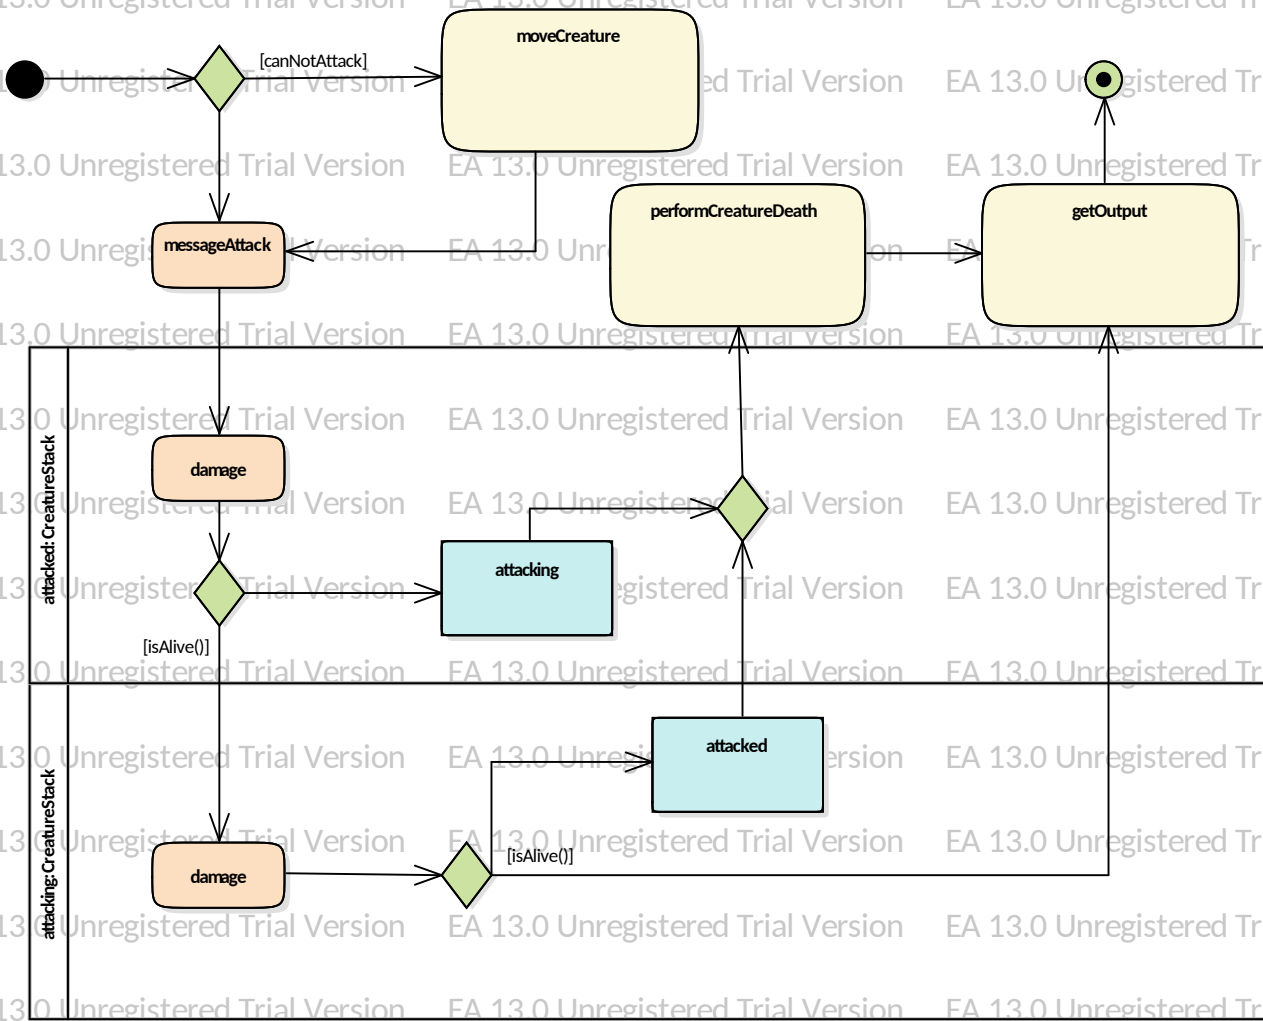 [canNotAttack]
moveCreature
performCreatureDeath
getOutput
messageAttack
attacked: CreatureStack
damage
attacking
[isAlive()]
attacking:CreatureStack
attacked
damage
[isAlive()]
EA 13.0 Unregistered Trial Version